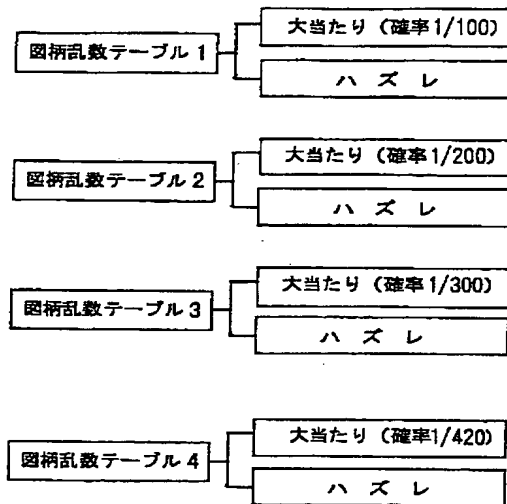 大当たり（確率1/100）
図柄乱数テーブル 1
ハ ズ レ
大当たり（確率1/200）
図柄乱数テーブル 2
ハ ズ レ
大当たり（確率1/300）
図柄乱数テーブル 3
ハ ズ レ
大当たり（確率1/420）
図柄乱数テーブル 4
ハ ズ レ